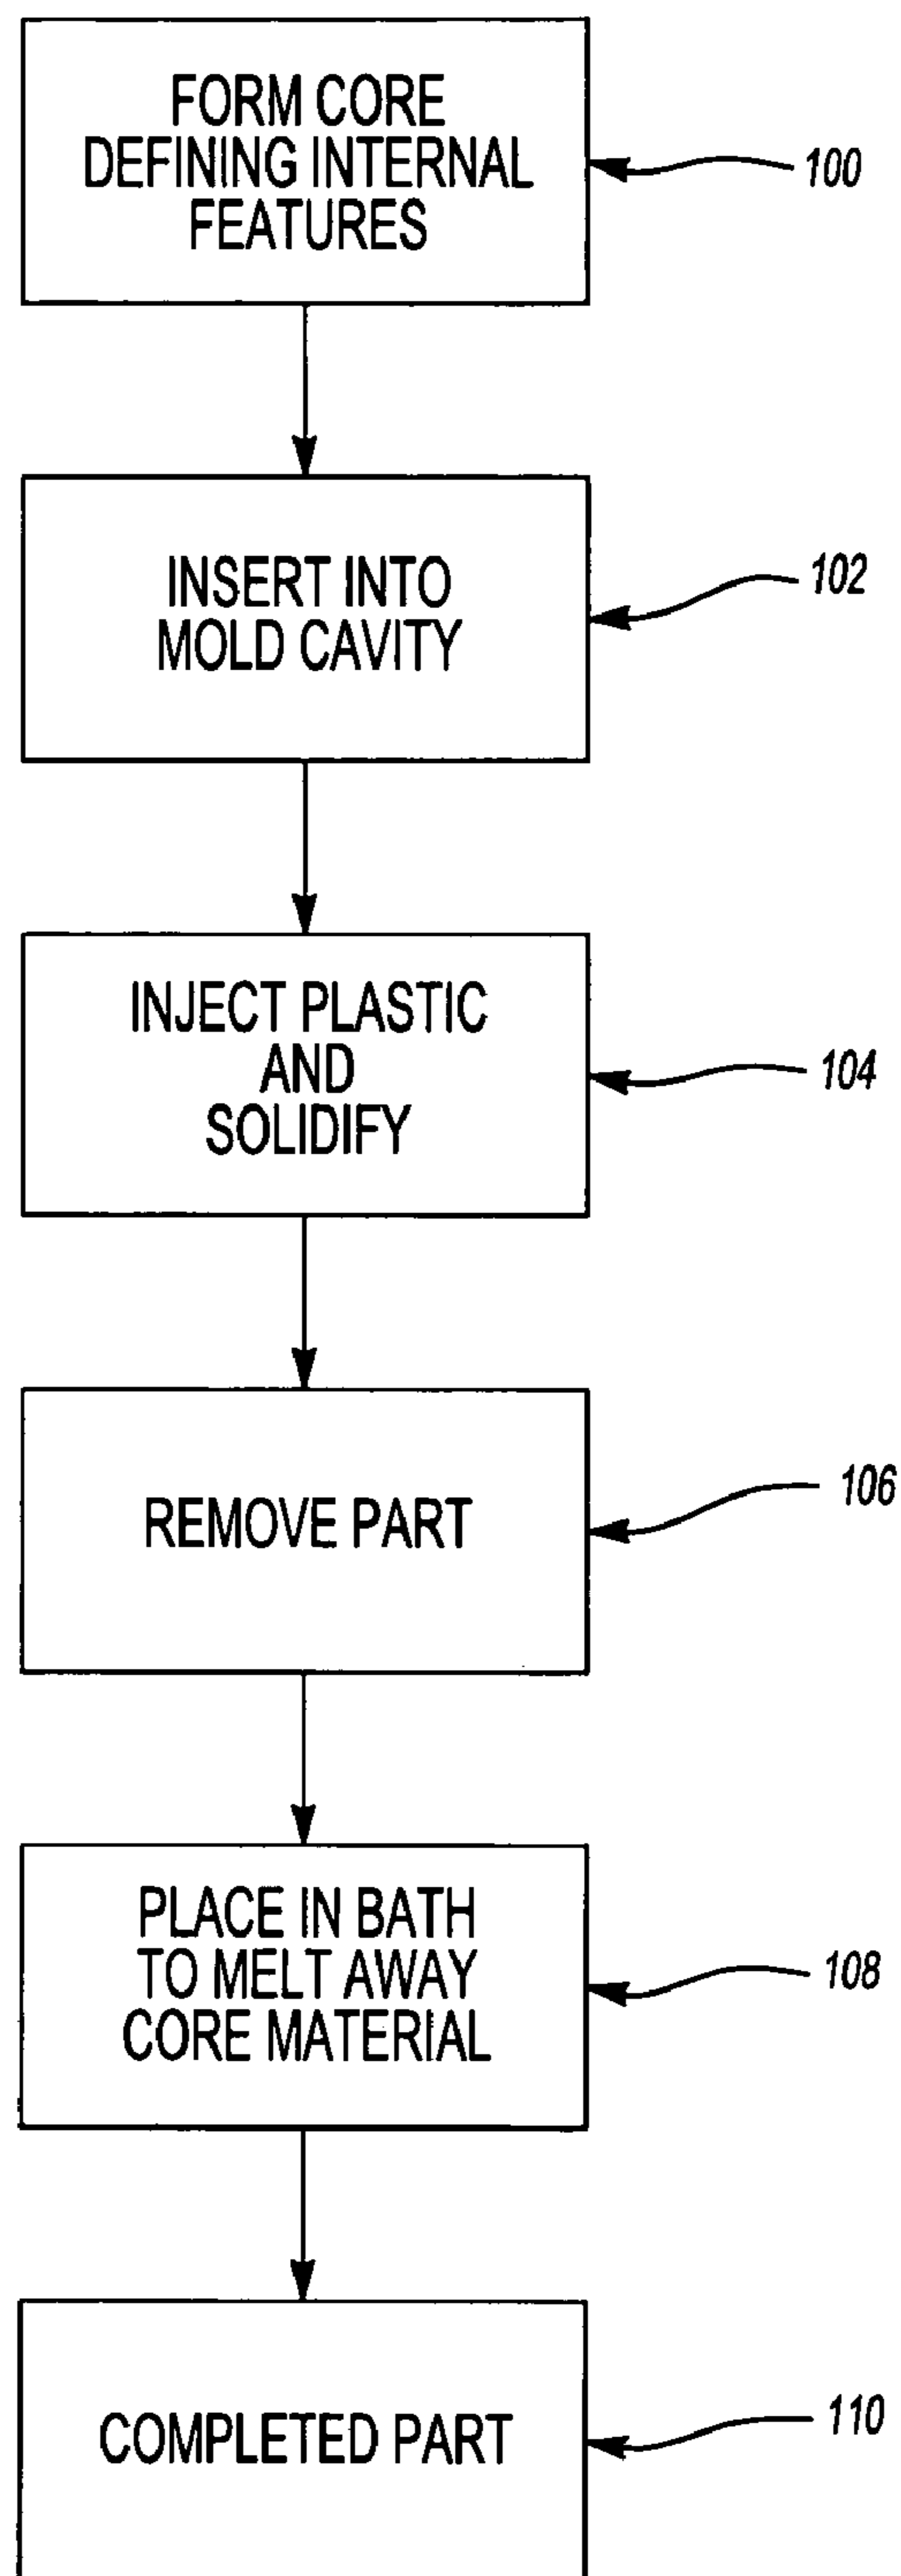 FORM CORE
DEFINING INTERNAL
FEATURES
100
INSERT INTO
MOLD CAVITY
102
INJECT PLASTIC
AND
SOLIDIFY
104
REMOVE PART
106
PLACE IN BATH
TO MELT AWAY
CORE MATERIAL
108
COMPLETED PART
110